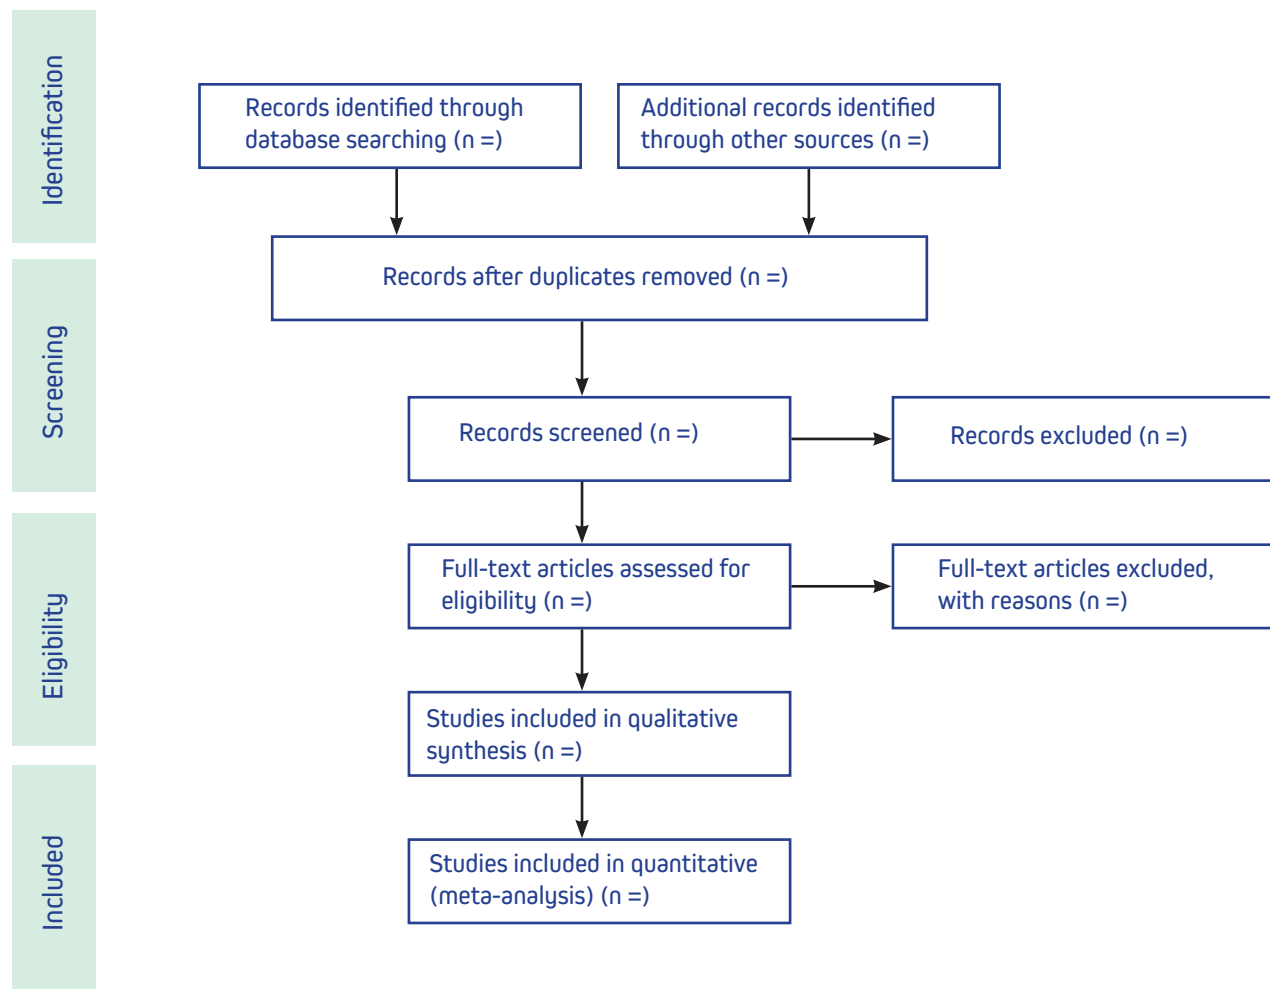 Identification
Records identified through
database searching (n =)
Additional records identified
through other sources (n =)
Records after duplicates removed (n =)
Screening
Records screened (n =)
Records excluded (n =)
Eligibility
Full-text articles assessed for
eligibility (n =)
Full-text articles excluded,
with reasons (n =)
Studies included in qualitative
synthesis (n =)
Included
Studies included in quantitative
(meta-analysis) (n =)